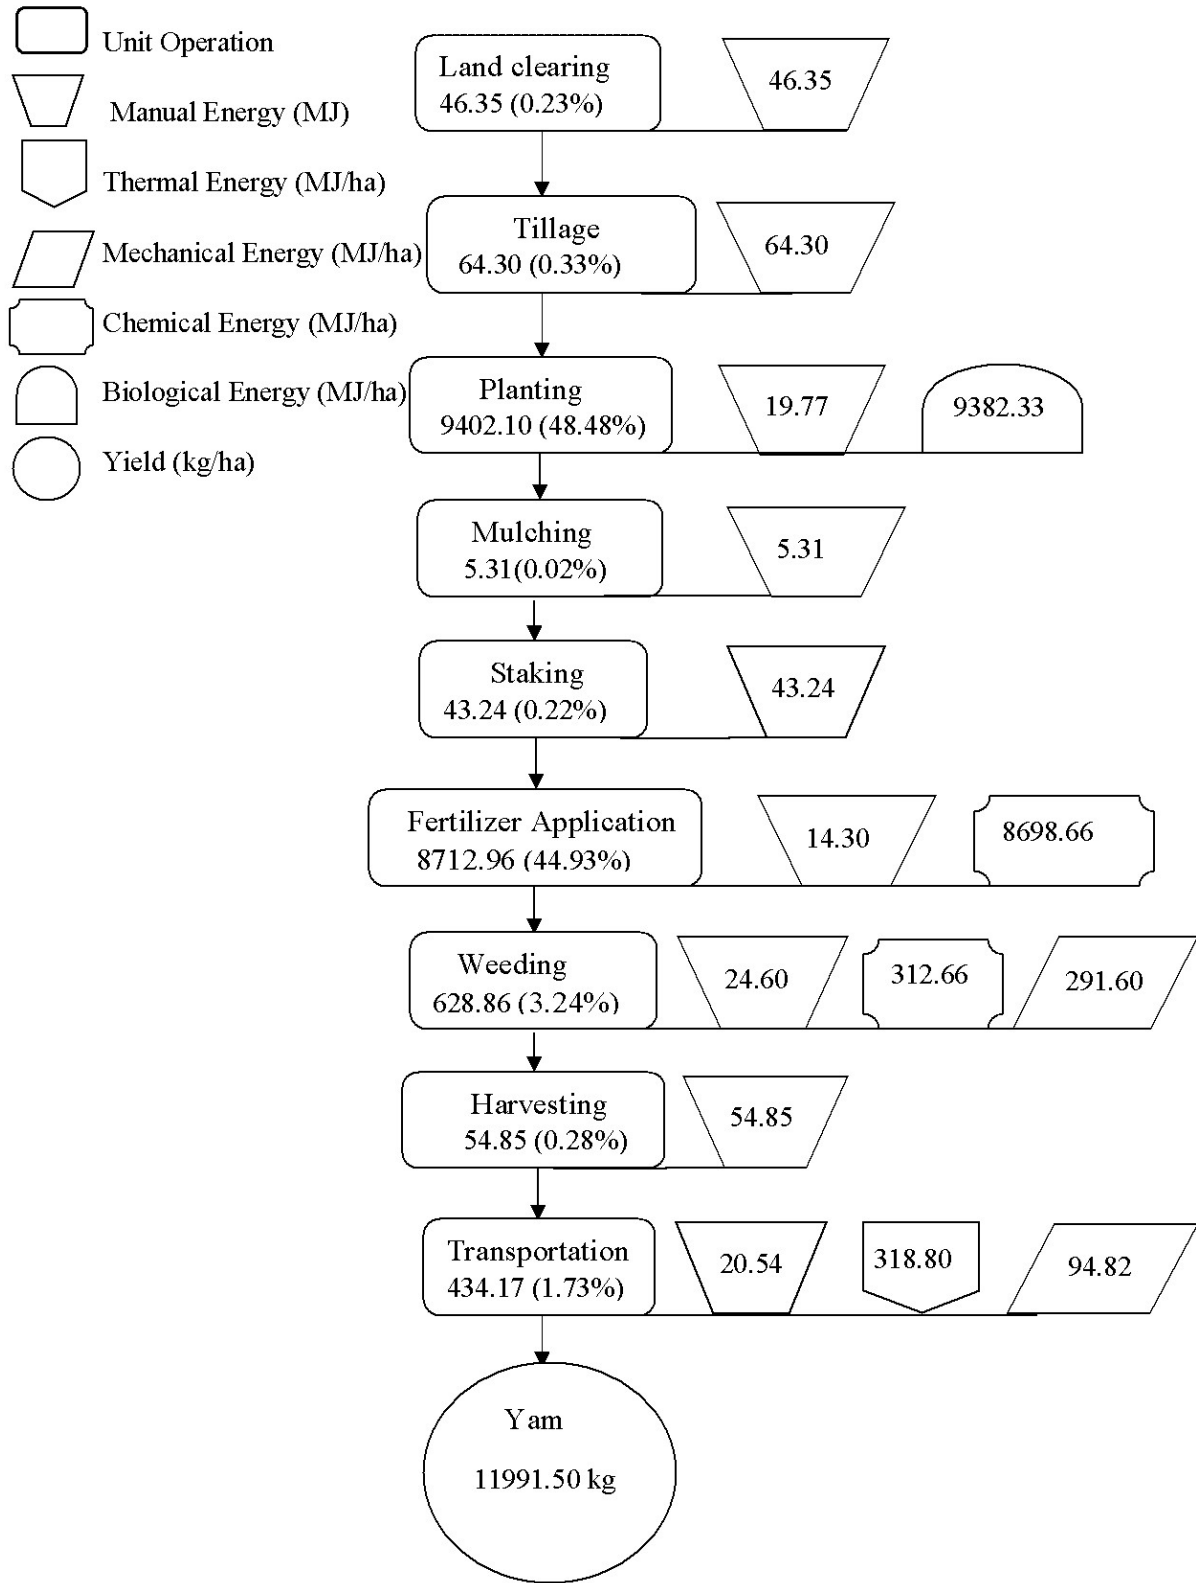 Unit Operation
Manual Energy (MJ)
Thermal Energy (MJ/ha)
Mechanical Energy (MJ/ha)
Chemical Energy (MJ/ha)
Biological Energy (MJ/ha)
Yield (kg/ha)
Land clearing
46.35 (0.23%)
46.35
Tillage
64.30 (0.33%)
64.30
Planting
9402.10 (48.48%)
19.77
9382.33
Mulching
5.31(0.02%)
5.31
Staking
43.24 (0.22%)
43.24
Fertilizer Application
8712.96 (44.93%)
14.30
8698.66
Weeding
628.86 (3.24%)
24.60
312.66
291.60
Harvesting
54.85 (0.28%)
54.85
Transportation
434.17 (1.73%)
20.54
318.80
94.82
Yam
11991.50 kg